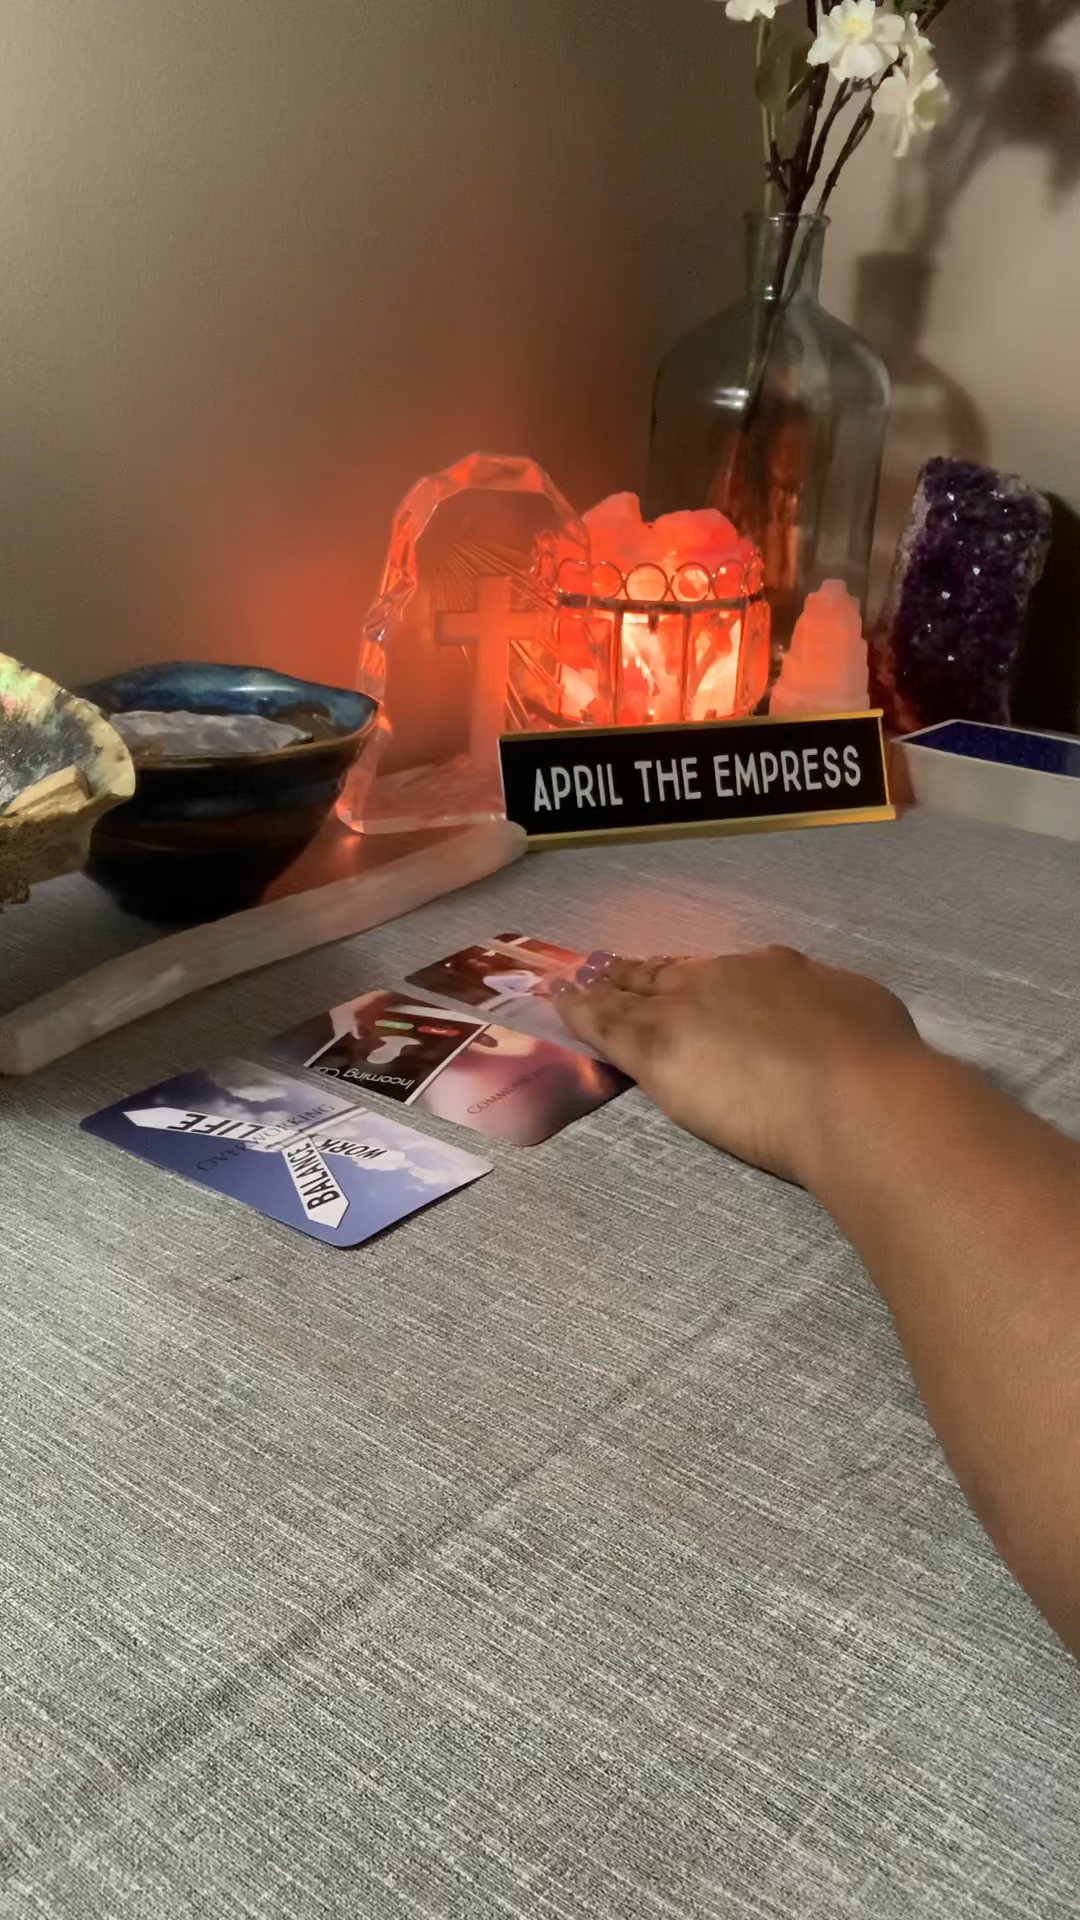 APRIL THE EMPRESS
Incoming
LIFE
BALANCE
WORK
OVERWORKING